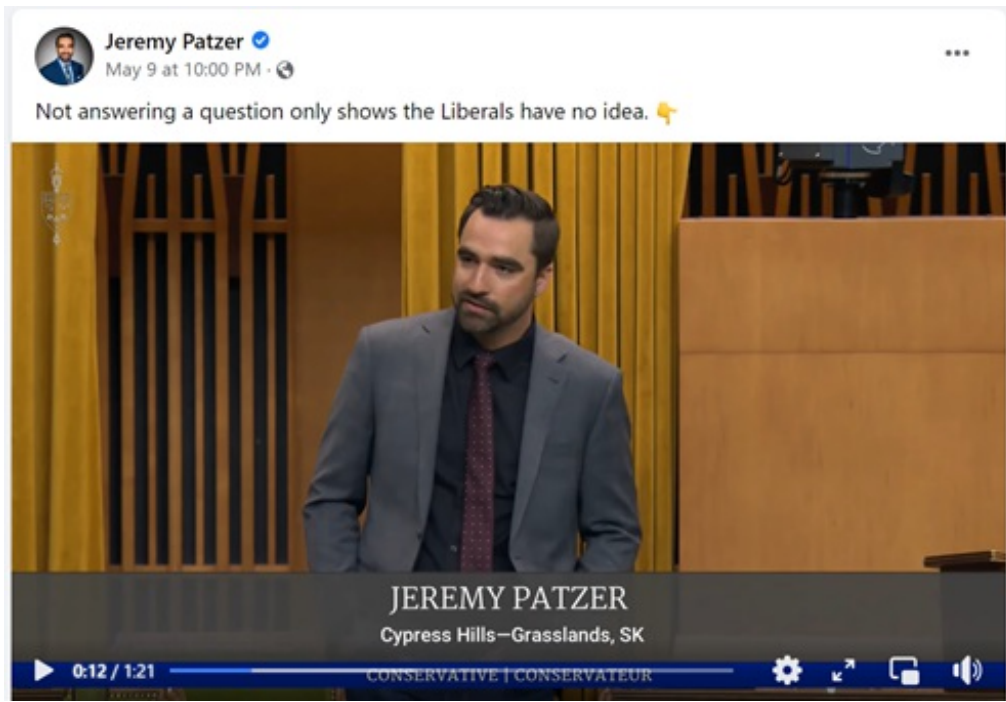 Jeremy Patzer
May 9 at 10:00 PM ·
Not answering a question only shows the Liberals have no idea. 👇
JEREMY PATZER
Cypress Hills—Grasslands, SK
0:12 / 1:21
CONSERVATIVE | CONSERVATEUR